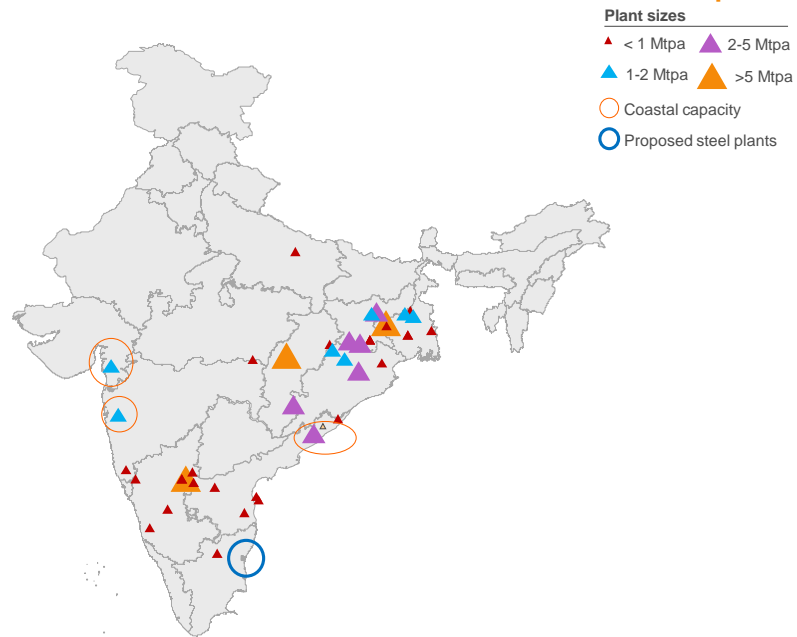 Plant sizes
< 1 Mtpa 2-5 Mtpa
1-2 Mtpa >5 Mtpa
Coastal capacity
Proposed steel plants